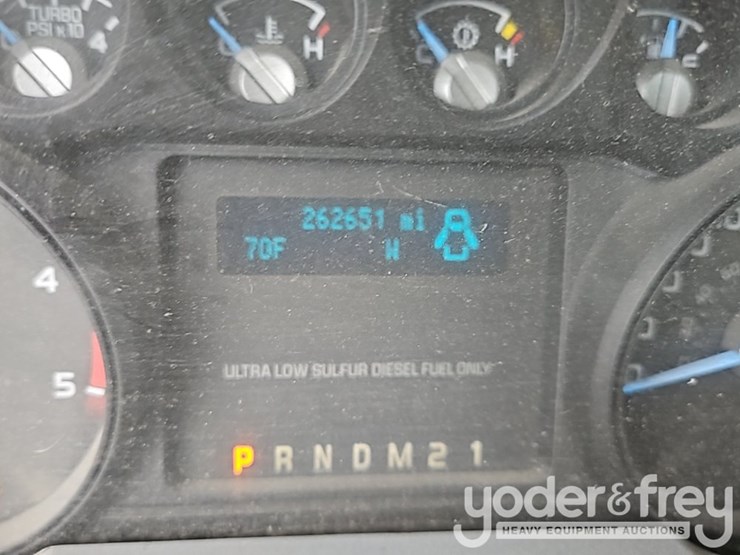 TURBO
PSI x 10
4
H
C
H
262651 mi
70F W
4
ULTRA LOW SULFUR DIESEL FUEL ONLY
5
P R N D M 2 1
yoder&frey
HEAVY EQUIPMENT AUCTIONS